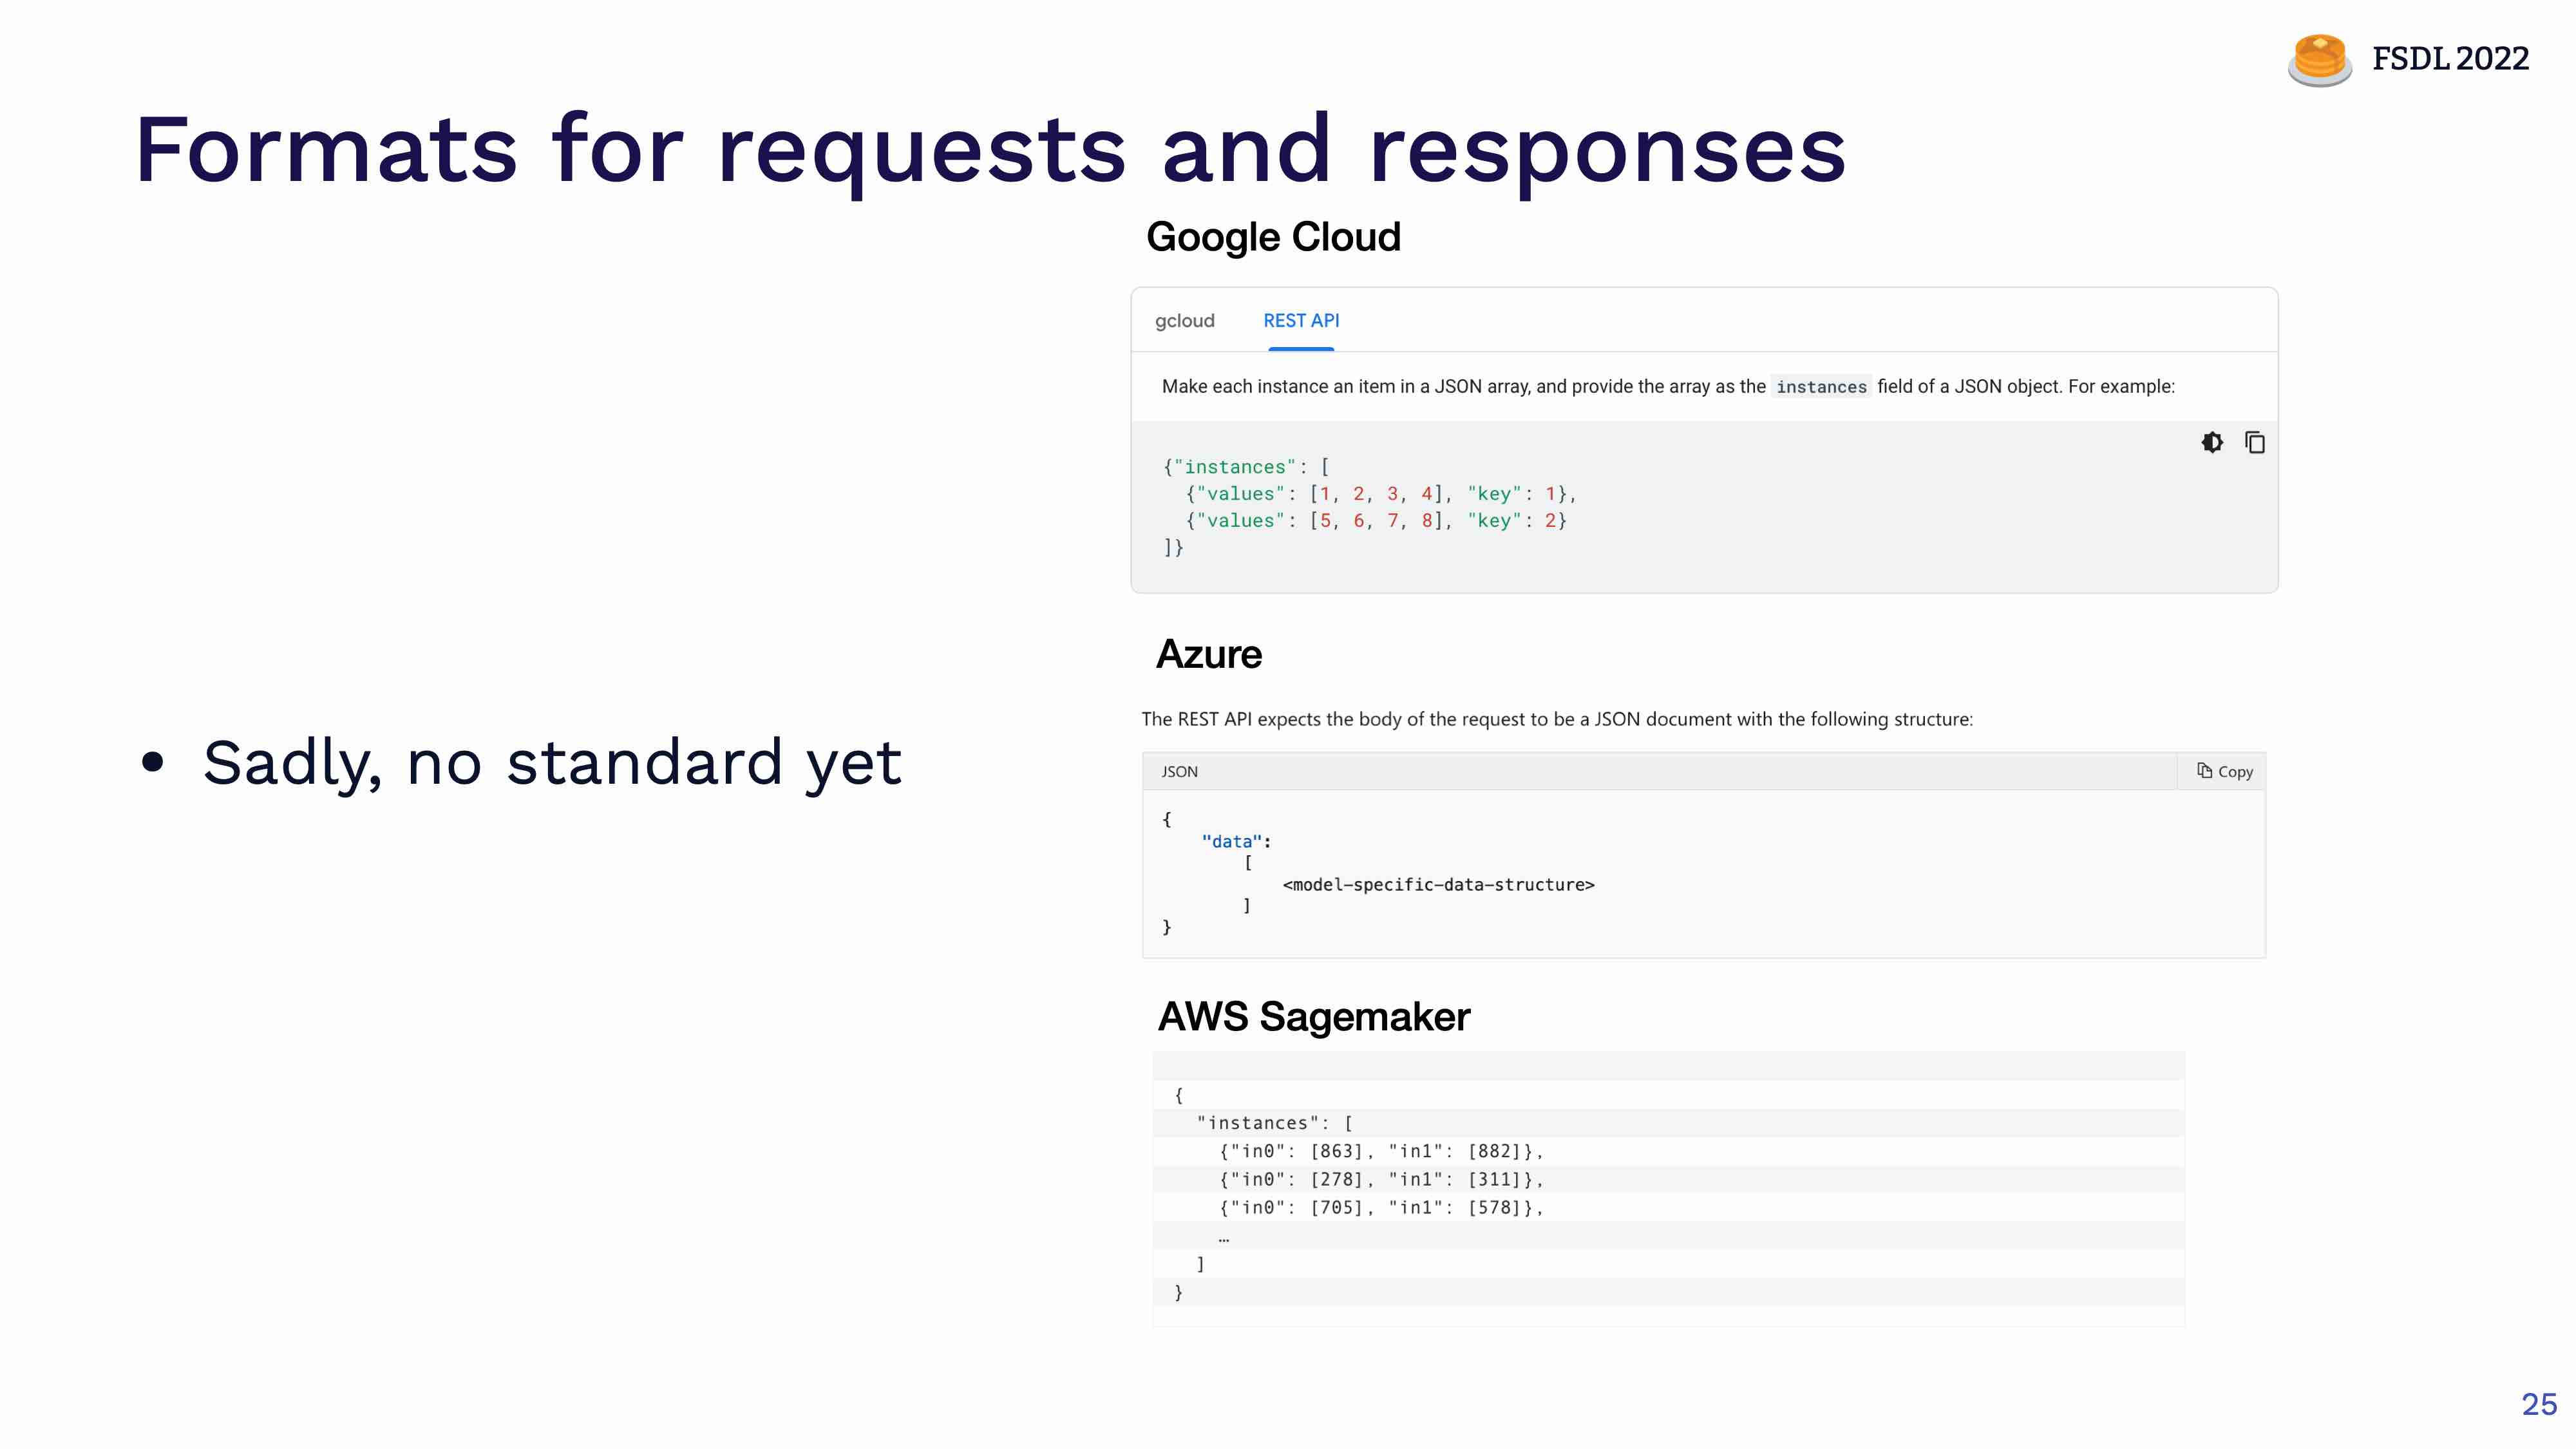 FSDL 2022
Formats for requests and responses
Sadly, no standard yet
Google Cloud
gcloud REST API
Make each instance an item in a JSON array, and provide the array as the instances field of a JSON object. For example:
{"instances": [
  {"values": [1, 2, 3, 4], "key": 1},
  {"values": [5, 6, 7, 8], "key": 2}
]}
Azure
The REST API expects the body of the request to be a JSON document with the following structure:
JSON Copy
{
    "data":
        [
            <model-specific-data-structure>
        ]
}
AWS Sagemaker
{
  "instances": [
    {"in0": [863], "in1": [882]},
    {"in0": [278], "in1": [311]},
    {"in0": [705], "in1": [578]},
    …
  ]
}
25